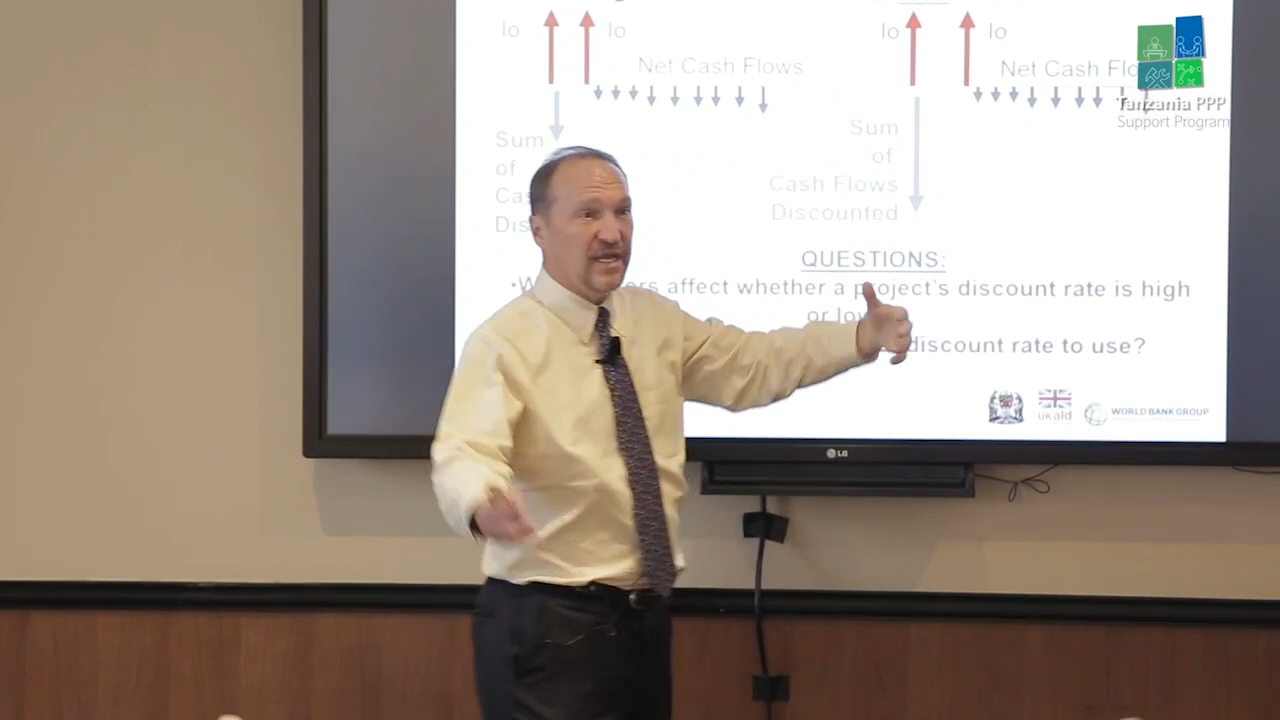 Io
Io
Net Cash Flows
Sum
of
Io
Io
Net Cash
Sum
of
Cash Flows
Discounted
QUESTIONS:
affect whether a project's discount rate is high
or
discount rate to use?
Tanzania PPP
Support Program
ukaid
WORLD BANK GROUP
LG